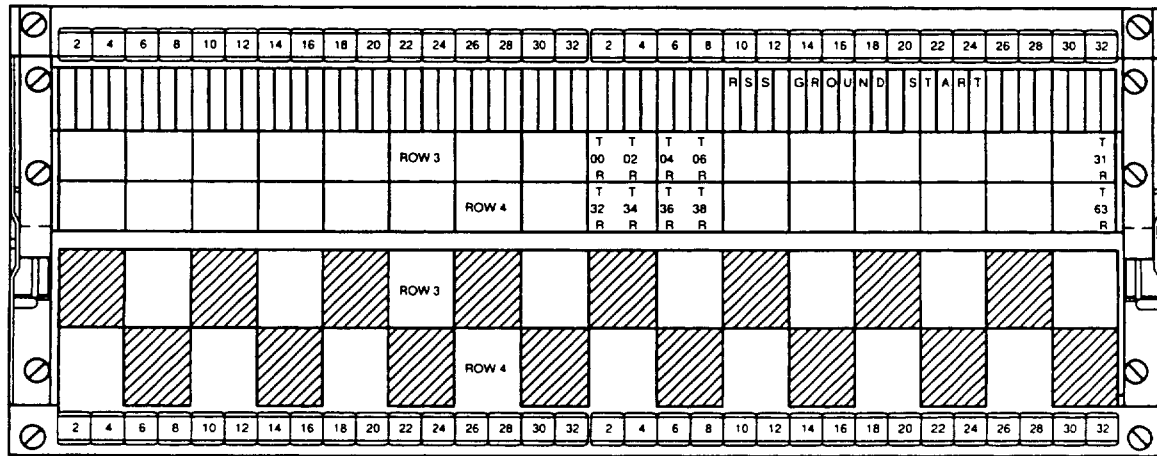 2 4 6 8 10 12 14 16 18 20 22 24 26 28 30 32 2 4 6 8 10 12 14 16 18 20 22 24 26 28 30 32
RSS GROUND START
T T T T T
ROW 3 00 02 04 06 31
R R R R R
T T T T T
ROW 4 32 34 36 38 63
R R R R R
ROW 3
ROW 4
2 4 6 8 10 12 14 16 18 20 22 24 26 28 30 32 2 4 6 8 10 12 14 16 18 20 22 24 26 28 30 32